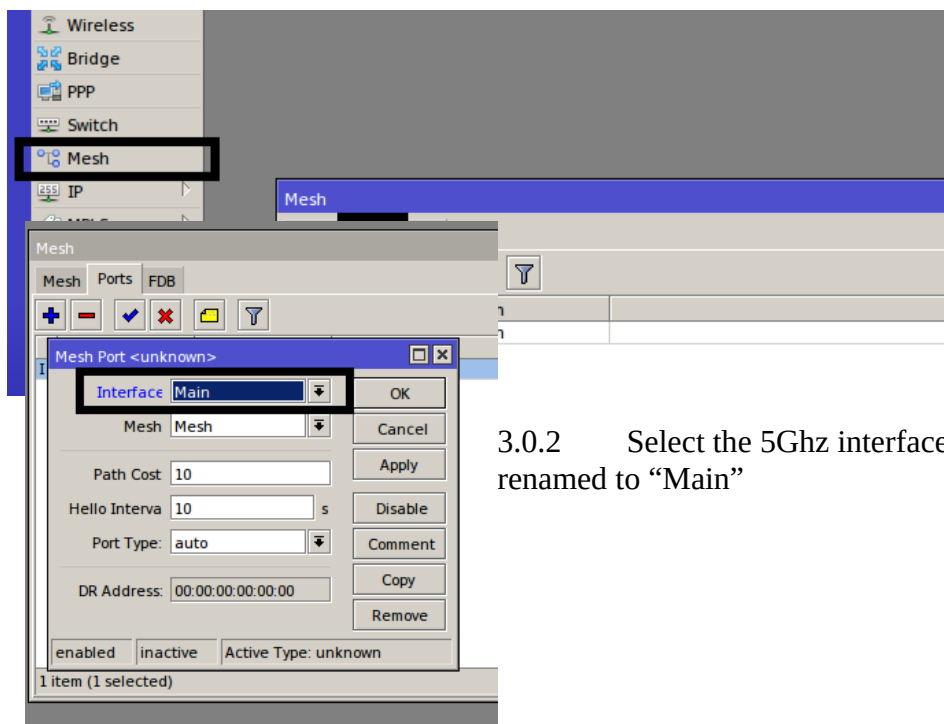 Wireless
Bridge
PPP
Switch
Mesh
255 IP
Mesh
Mesh
Mesh Ports FDB
Mesh Port <unknown>
I
Interface Main
OK
Mesh Mesh
Cancel
Path Cost 10
Apply
Hello Interva 10 s
Disable
Port Type: auto
Comment
DR Address: 00:00:00:00:00:00
Copy
Remove
enabled inactive Active Type: unknown
1 item (1 selected)
3.0.2 Select the 5Ghz interface
renamed to “Main”